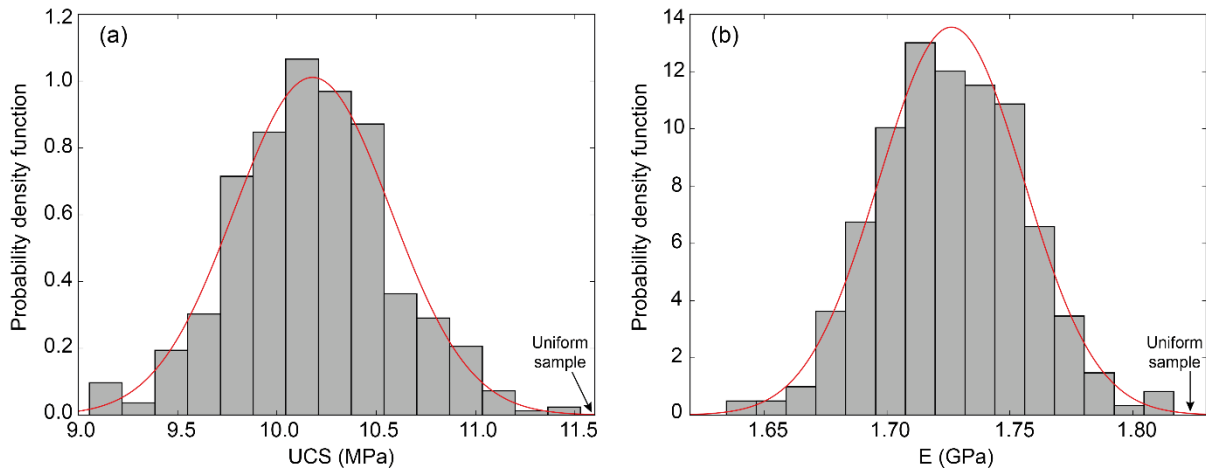 (a)
Probability density function
1.2
1.0
0.8
0.6
0.4
0.2
0.0
Uniform
sample
9.0 9.5 10.0 10.5 11.0 11.5
UCS (MPa)
(b)
Probability density function
14
12
10
8
6
4
2
0
Uniform
sample
1.65 1.70 1.75 1.80
E (GPa)